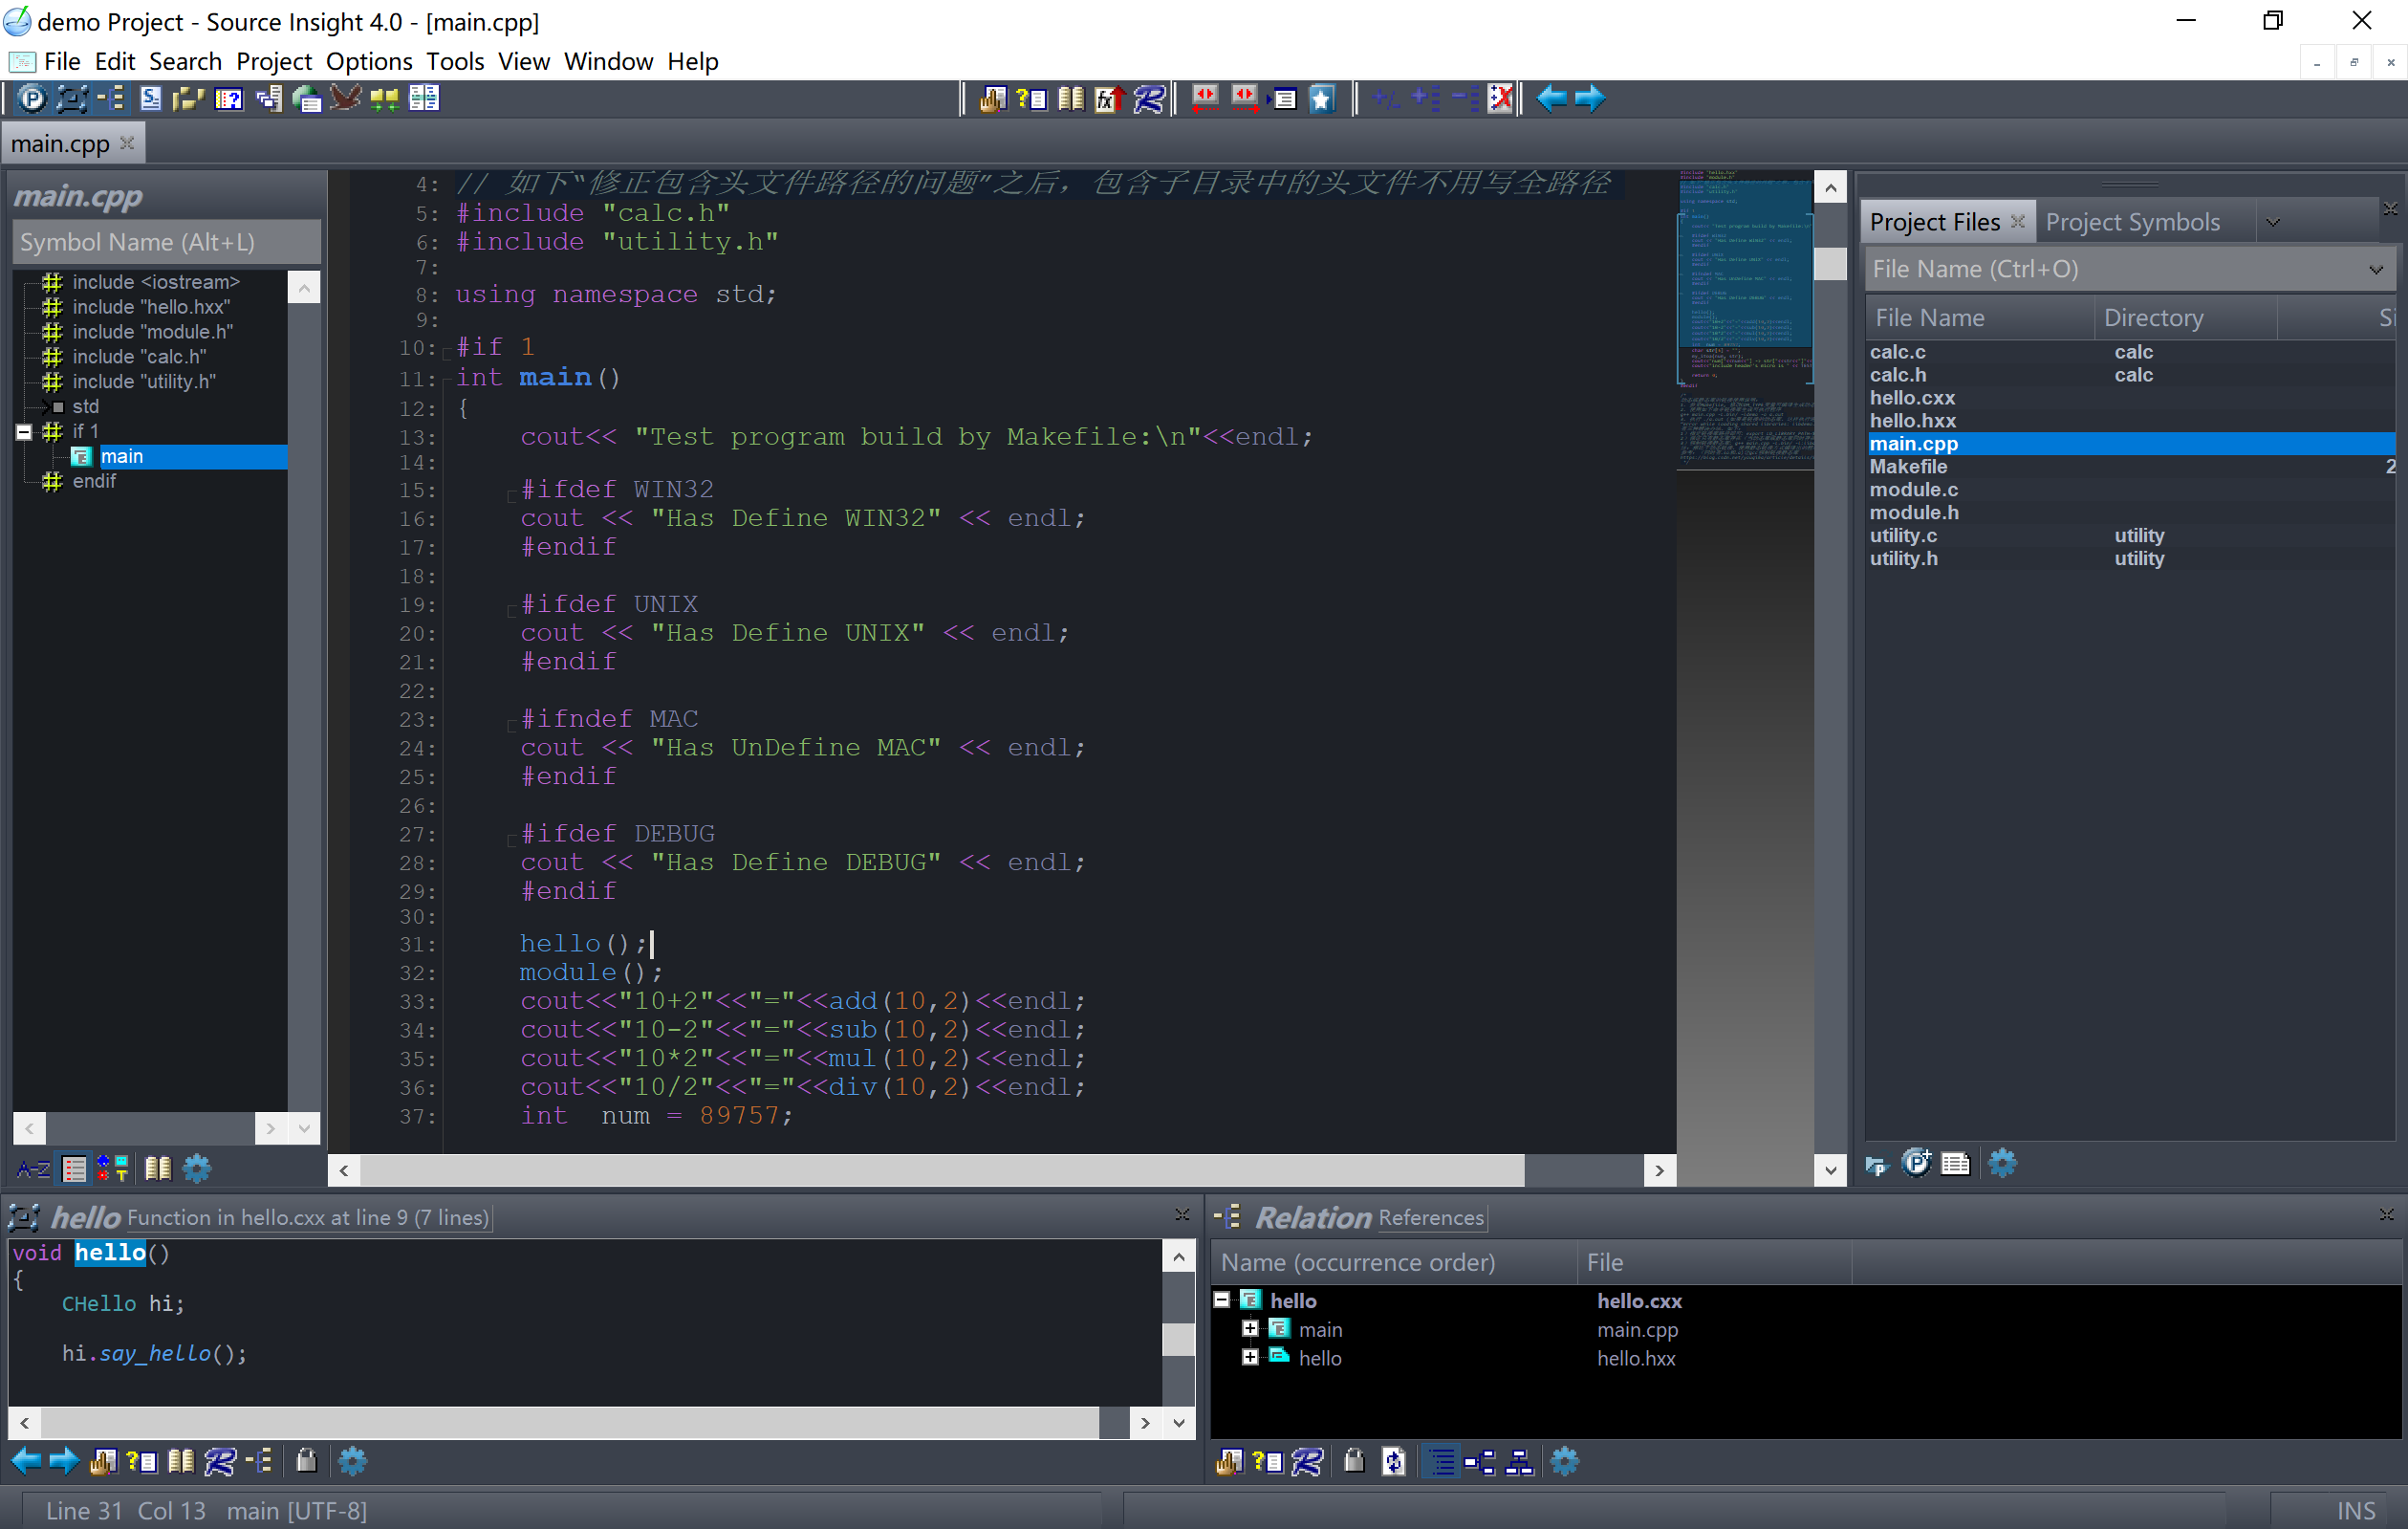 demo Project - Source Insight 4.0 - [main.cpp]
File Edit Search Project Options Tools View Window Help
main.cpp
main.cpp
Symbol Name (Alt+L)
include <iostream>
include "hello.hxx"
include "module.h"
include "calc.h"
include "utility.h"
std
if 1
main
endif
4: // 如下“修正包含头文件路径的问题”之后，包含子目录中的头文件不用写全路径
5: #include "calc.h"
6: #include "utility.h"
7:
8: using namespace std;
9:
10: #if 1
11: int main()
12: {
13:     cout<< "Test program build by Makefile:\n"<<endl;
14:
15:     #ifdef WIN32
16:     cout << "Has Define WIN32" << endl;
17:     #endif
18:
19:     #ifdef UNIX
20:     cout << "Has Define UNIX" << endl;
21:     #endif
22:
23:     #ifndef MAC
24:     cout << "Has UnDefine MAC" << endl;
25:     #endif
26:
27:     #ifdef DEBUG
28:     cout << "Has Define DEBUG" << endl;
29:     #endif
30:
31:     hello();
32:     module();
33:     cout<<"10+2"<<"="<<add(10,2)<<endl;
34:     cout<<"10-2"<<"="<<sub(10,2)<<endl;
35:     cout<<"10*2"<<"="<<mul(10,2)<<endl;
36:     cout<<"10/2"<<"="<<div(10,2)<<endl;
37:     int  num = 89757;
Project Files Project Symbols
File Name (Ctrl+O)
File Name Directory Si
calc.c calc
calc.h calc
hello.cxx
hello.hxx
main.cpp
Makefile 2
module.c
module.h
utility.c utility
utility.h utility
hello Function in hello.cxx at line 9 (7 lines)
void hello()
{
    CHello hi;
    hi.say_hello();
Relation References
Name (occurrence order) File
hello hello.cxx
main main.cpp
hello hello.hxx
Line 31 Col 13 main [UTF-8]
INS